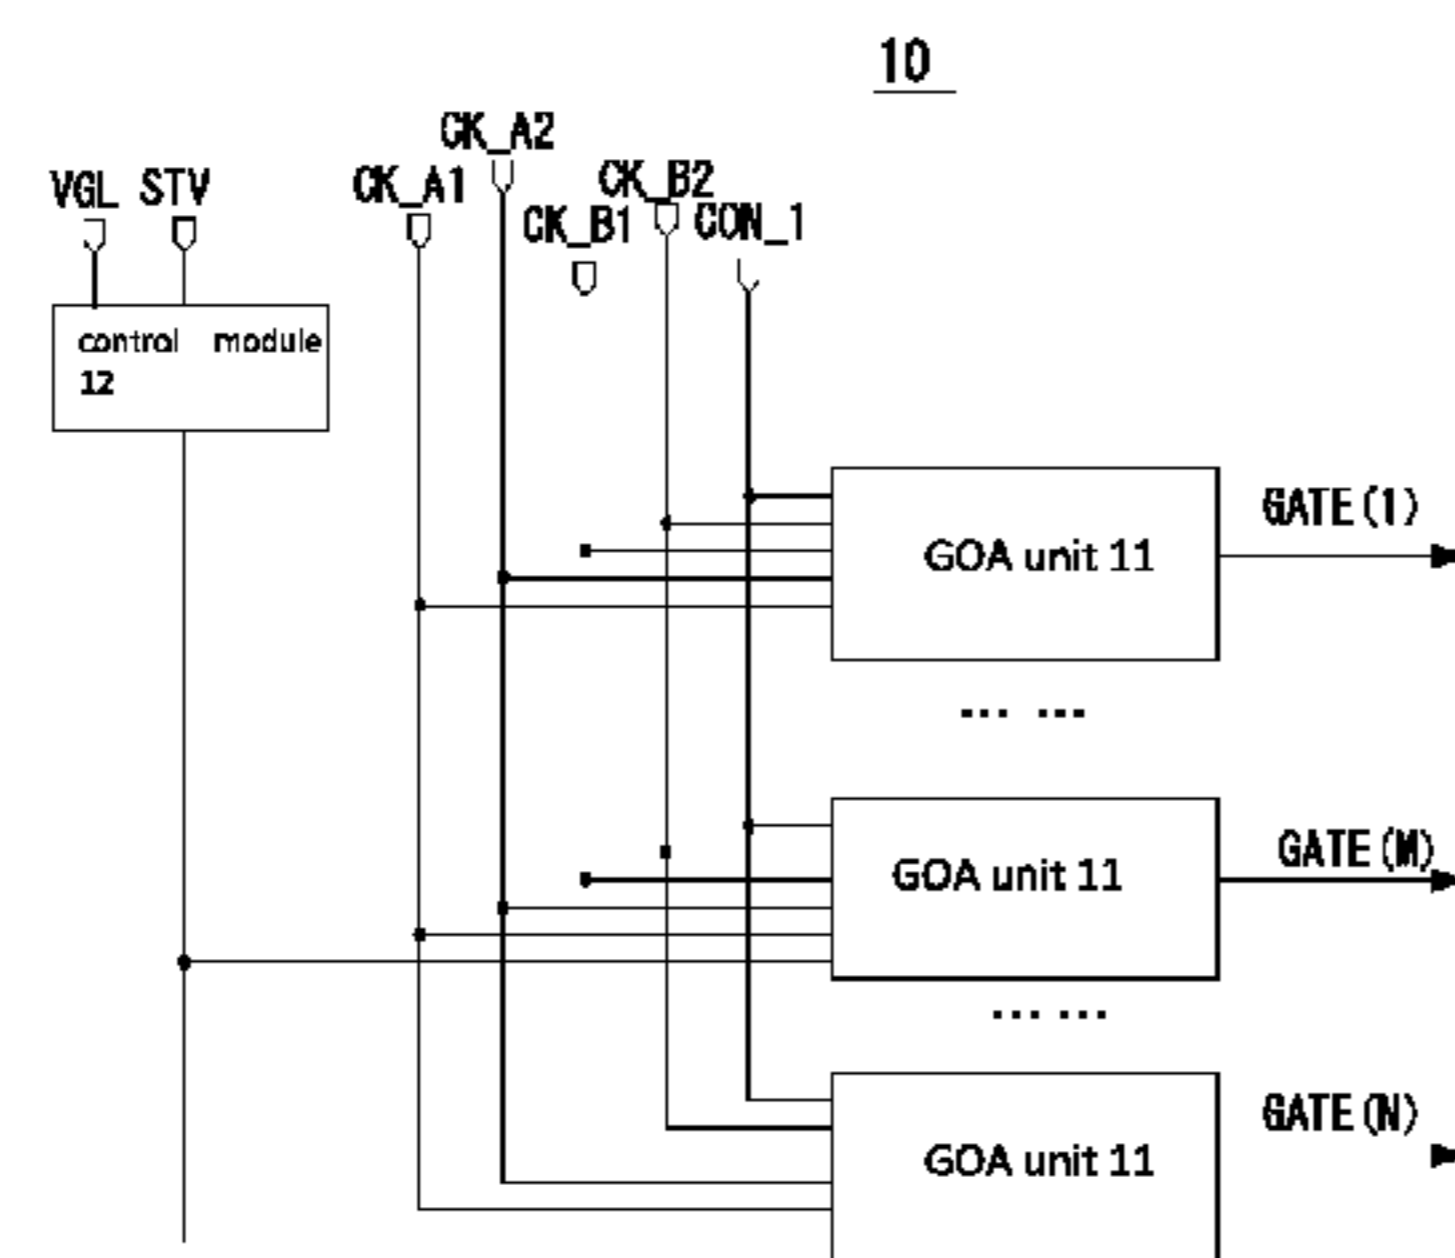 10
CK_A2
VGL STV CK_A1 CK_B2
CK_B1 CON_1
control module
12
GOA unit 11
GATE(1)
... ...
GOA unit 11
GATE(M)
... ...
GOA unit 11
GATE(N)